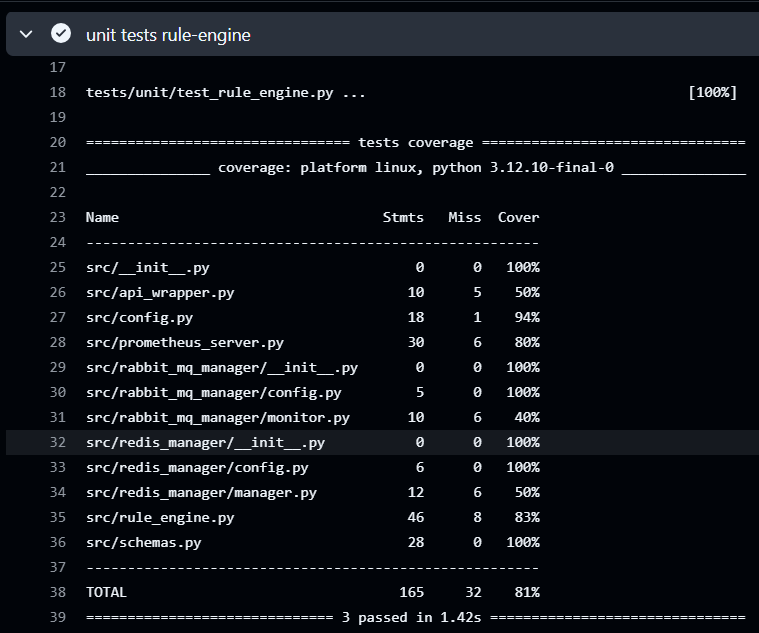 unit tests rule-engine
17
18 tests/unit/test_rule_engine.py ... [100%]
19
20 ================================ tests coverage ================================
21 _______________ coverage: platform linux, python 3.12.10-final-0 _______________
22
23 Name Stmts Miss Cover
24 -------------------------------------------------------
25 src/__init__.py 0 0 100%
26 src/api_wrapper.py 10 5 50%
27 src/config.py 18 1 94%
28 src/prometheus_server.py 30 6 80%
29 src/rabbit_mq_manager/__init__.py 0 0 100%
30 src/rabbit_mq_manager/config.py 5 0 100%
31 src/rabbit_mq_manager/monitor.py 10 6 40%
32 src/redis_manager/__init__.py 0 0 100%
33 src/redis_manager/config.py 6 0 100%
34 src/redis_manager/manager.py 12 6 50%
35 src/rule_engine.py 46 8 83%
36 src/schemas.py 28 0 100%
37 -------------------------------------------------------
38 TOTAL 165 32 81%
39 ============================== 3 passed in 1.42s ===============================